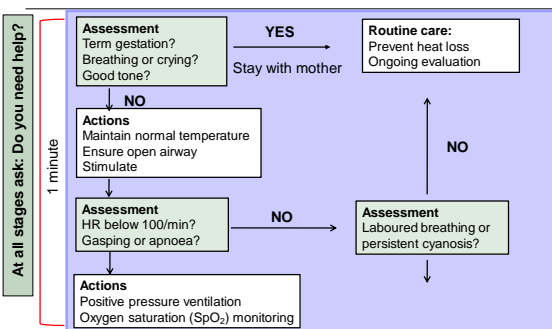 At all stages ask: Do you need help?
1 minute
Assessment
Term gestation?
Breathing or crying?
Good tone?
YES
Stay with mother
Routine care:
Prevent heat loss
Ongoing evaluation
NO
Actions
Maintain normal temperature
Ensure open airway
Stimulate
NO
Assessment
HR below 100/min?
Gasping or apnoea?
NO
Assessment
Laboured breathing or
persistent cyanosis?
Actions
Positive pressure ventilation
Oxygen saturation (SpO₂) monitoring